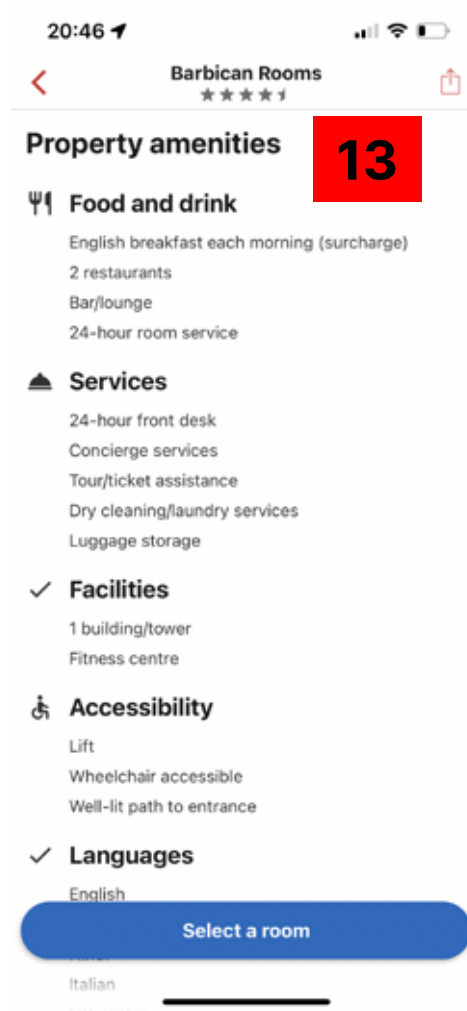 20:46
Barbican Rooms
Property amenities
13
Food and drink
English breakfast each morning (surcharge)
2 restaurants
Bar/lounge
24-hour room service
Services
24-hour front desk
Concierge services
Tour/ticket assistance
Dry cleaning/laundry services
Luggage storage
Facilities
1 building/tower
Fitness centre
Accessibility
Lift
Wheelchair accessible
Well-lit path to entrance
Languages
English
Select a room
Italian